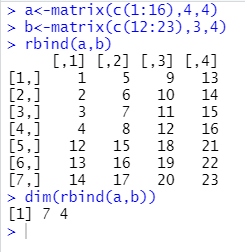 > a<-matrix(c(1:16),4,4)
> b<-matrix(c(12:23),3,4)
> rbind(a,b)
     [,1] [,2] [,3] [,4]
[1,]    1    5    9   13
[2,]    2    6   10   14
[3,]    3    7   11   15
[4,]    4    8   12   16
[5,]   12   15   18   21
[6,]   13   16   19   22
[7,]   14   17   20   23
> dim(rbind(a,b))
[1] 7 4
>